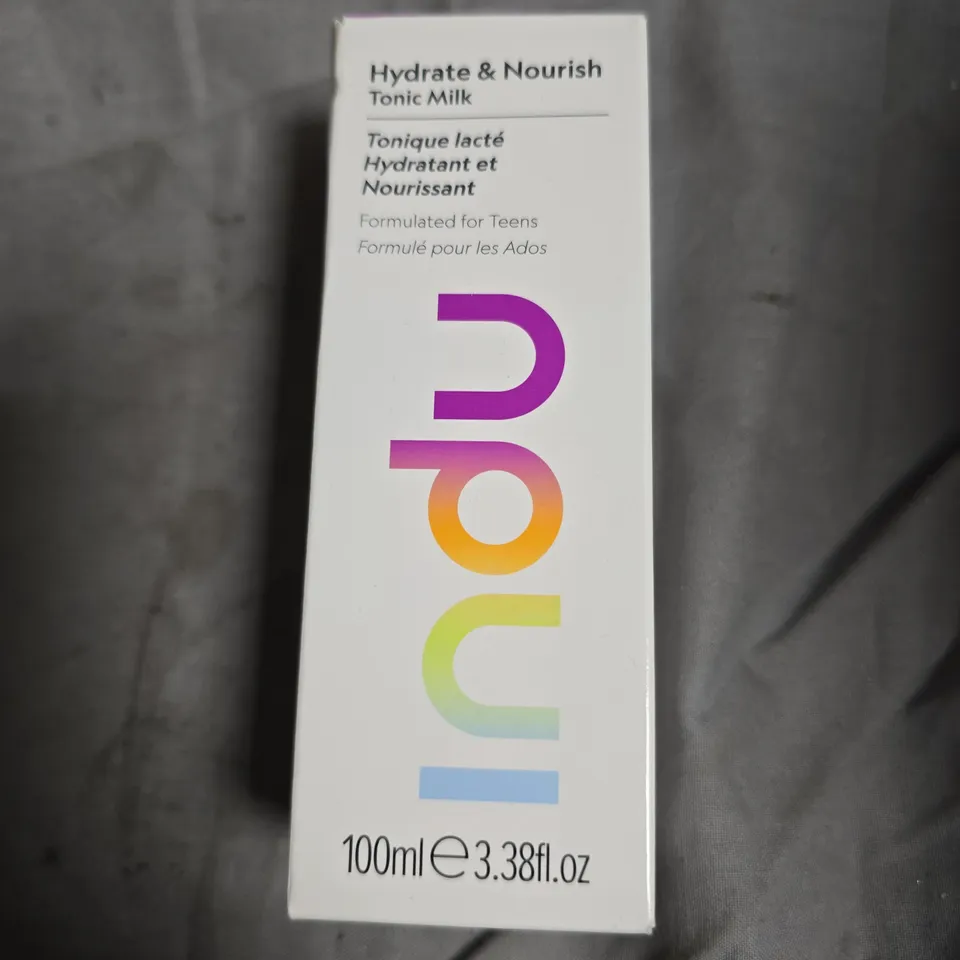 Hydrate & Nourish
Tonic Milk
Tonique lacté
Hydratant et
Nourissant
Formulated for Teens
Formulé pour les Ados
indu
100ml℮3.38fl.oz